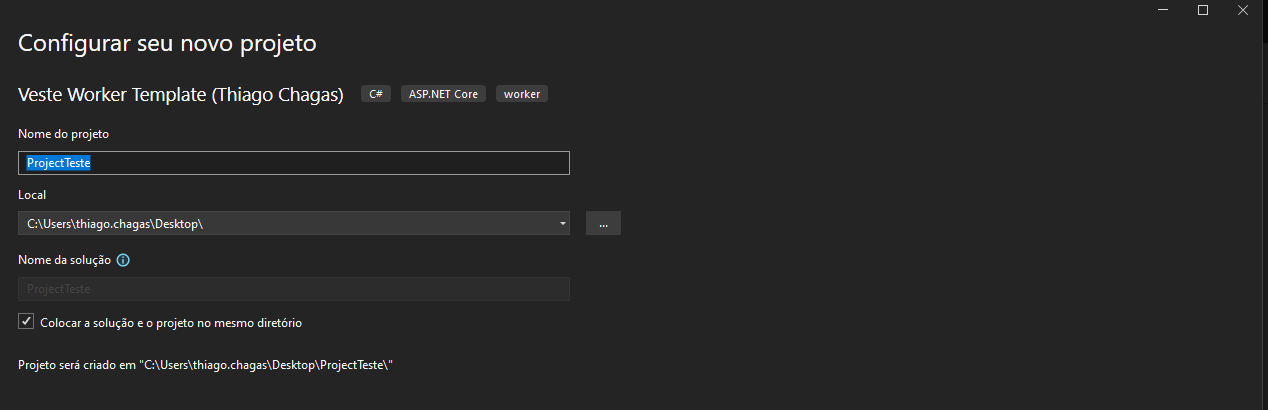 Configurar seu novo projeto
Veste Worker Template (Thiago Chagas) C# ASP.NET Core worker
Nome do projeto
ProjectTeste
Local
C:\Users\thiago.chagas\Desktop\ ...
Nome da solução
ProjectTeste
Colocar a solução e o projeto no mesmo diretório
Projeto será criado em "C:\Users\thiago.chagas\Desktop\ProjectTeste\"